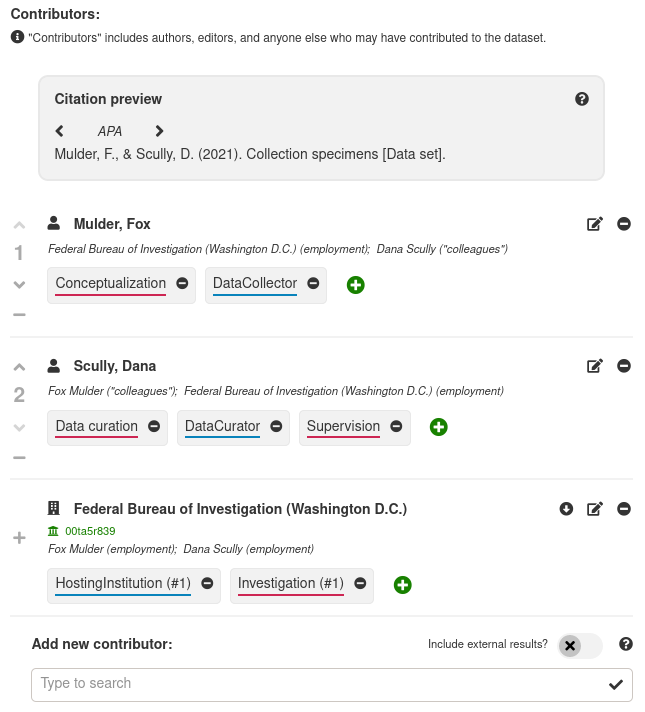 Contributors:
"Contributors" includes authors, editors, and anyone else who may have contributed to the dataset.
Citation preview
APA
Mulder, F., & Scully, D. (2021). Collection specimens [Data set].
Mulder, Fox
1
Federal Bureau of Investigation (Washington D.C.) (employment); Dana Scully ("colleagues")
Conceptualization DataCollector
Scully, Dana
2
Fox Mulder ("colleagues"); Federal Bureau of Investigation (Washington D.C.) (employment)
Data curation DataCurator Supervision
Federal Bureau of Investigation (Washington D.C.)
00ta5r839
Fox Mulder (employment); Dana Scully (employment)
HostingInstitution (#1) Investigation (#1)
Add new contributor: Include external results?
Type to search